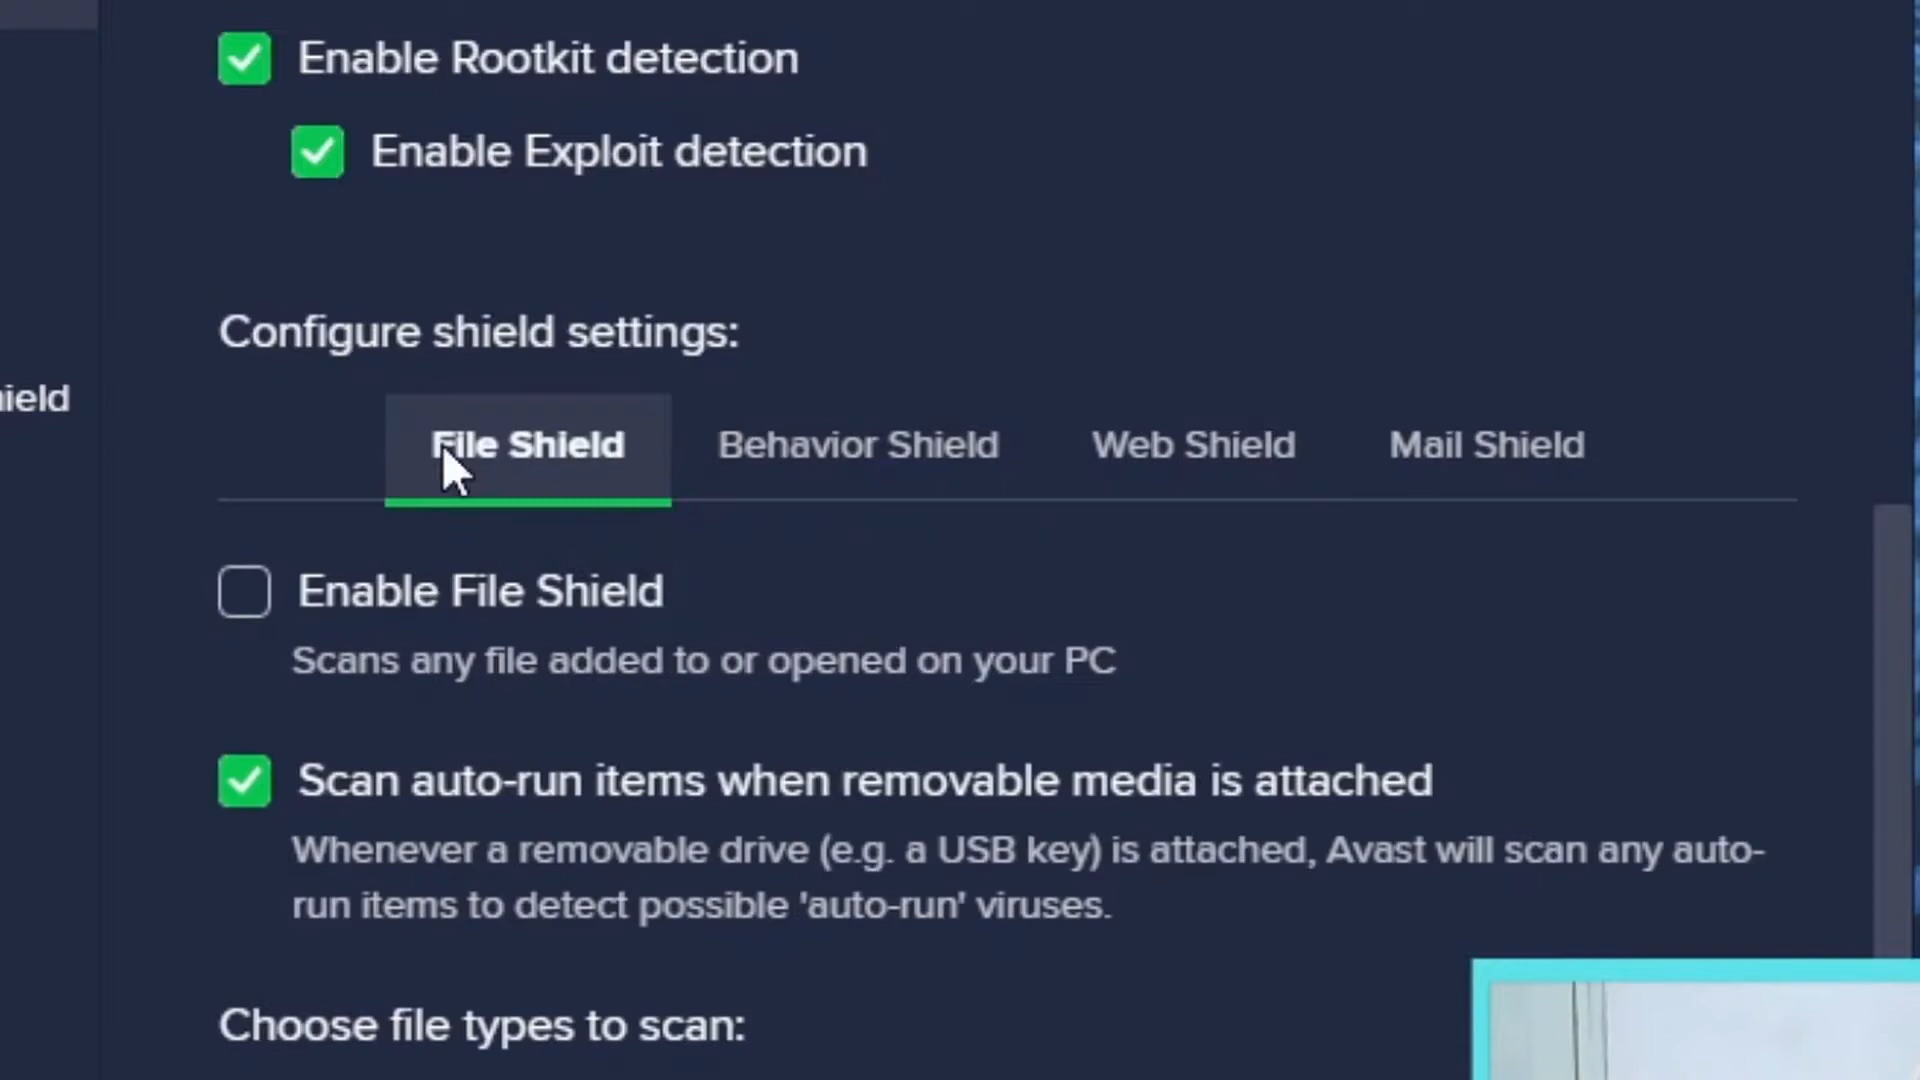 Enable Rootkit detection
Enable Exploit detection
Configure shield settings:
ield
File Shield
Behavior Shield
Web Shield
Mail Shield
Enable File Shield
Scans any file added to or opened on your PC
Scan auto-run items when removable media is attached
Whenever a removable drive (e.g. a USB key) is attached, Avast will scan any auto-
run items to detect possible 'auto-run' viruses.
Choose file types to scan: